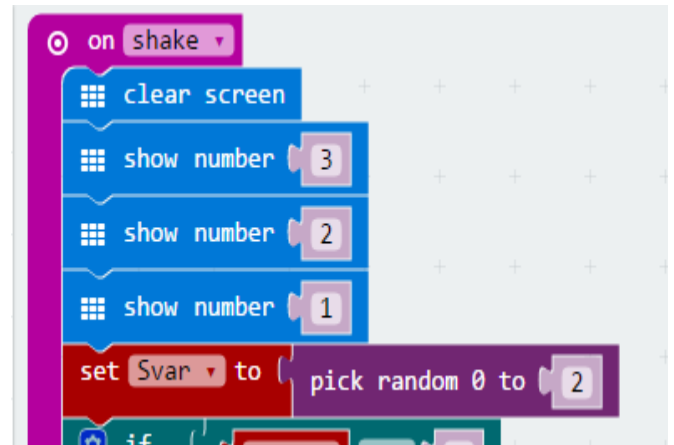 on shake
clear screen
show number 3
show number 2
show number 1
set Svar to pick random 0 to 2
if